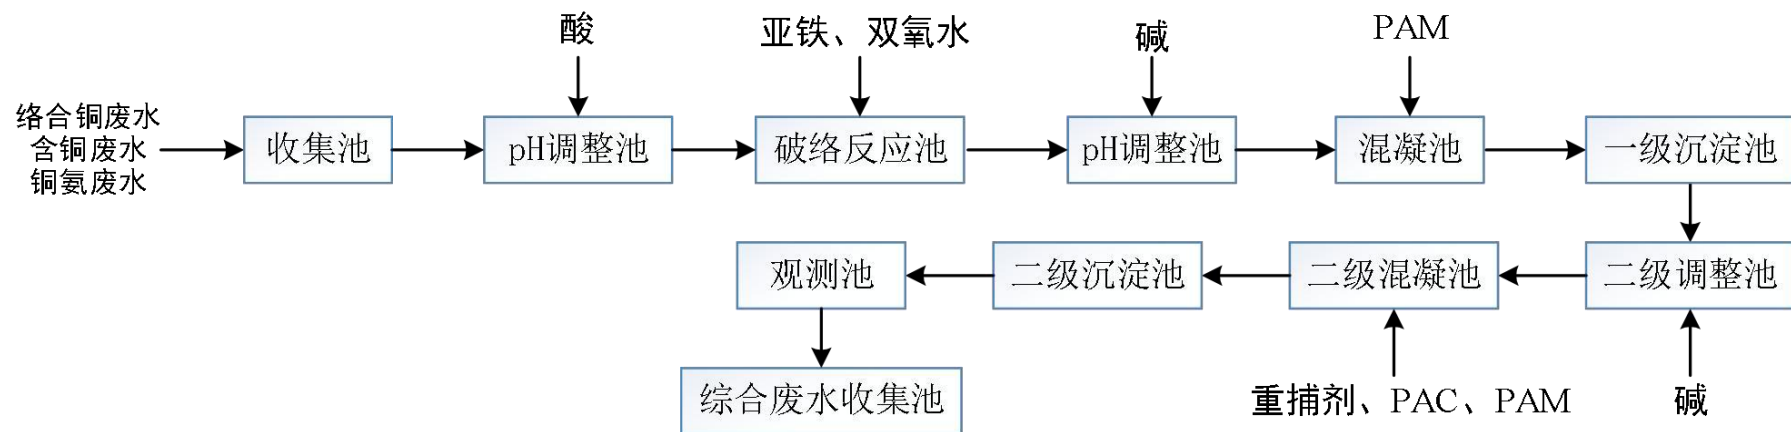 酸
亚铁、双氧水
碱
PAM
络合铜废水
含铜废水
铜氨废水
收集池
pH调整池
破络反应池
pH调整池
混凝池
一级沉淀池
观测池
二级沉淀池
二级混凝池
二级调整池
综合废水收集池
重捕剂、PAC、PAM
碱